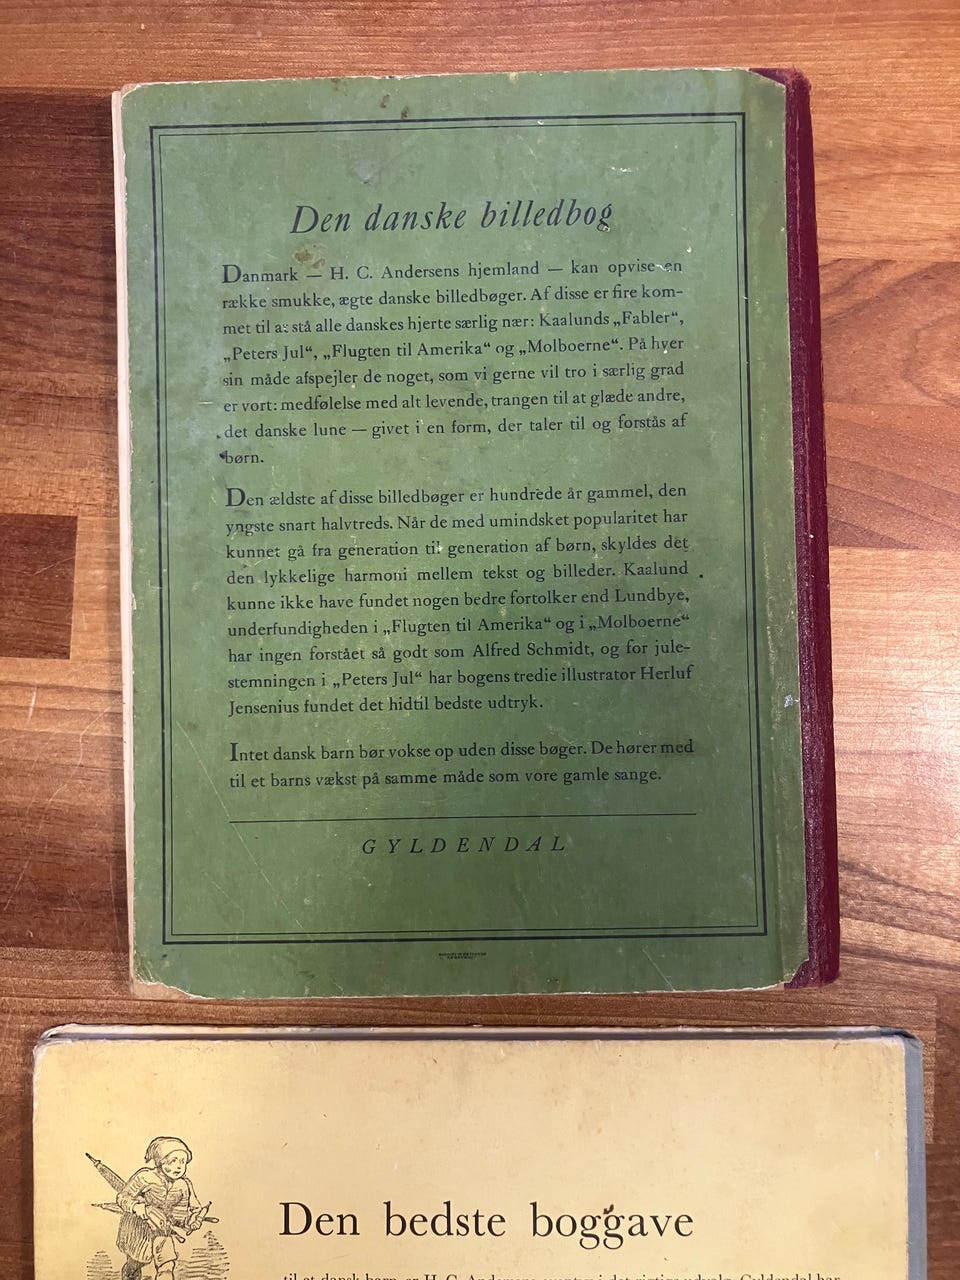 Den danske billedbog
Danmark — H. C. Andersens hjemland — kan opvise en
række smukke, ægte danske billedbøger. Af disse er fire kom-
met til at stå alle danskes hjerte særlig nær: Kaalunds „Fabler“,
„Peters Jul“, „Flugten til Amerika“ og „Molboerne“. På hver
sin måde afspejler de noget, som vi gerne vil tro i særlig grad
er vort: medfølelse med alt levende, trangen til at glæde andre,
det danske lune — givet i en form, der taler til og forstås af
børn.
Den ældste af disse billedbøger er hundrede år gammel, den
yngste snart halvtreds. Når de med umindsket popularitet har
kunnet gå fra generation til generation af børn, skyldes det
den lykkelige harmoni mellem tekst og billeder. Kaalund
kunne ikke have fundet nogen bedre fortolker end Lundbye,
underfundigheden i „Flugten til Amerika“ og i „Molboerne“
har ingen forstået så godt som Alfred Schmidt, og for jule-
stemningen i „Peters Jul“ har bogens tredie illustrator Herluf
Jensenius fundet det hidtil bedste udtryk.
Intet dansk barn bør vokse op uden disse bøger. De hører med
til et barns vækst på samme måde som vore gamle sange.
GYLDENDAL
Den bedste boggave